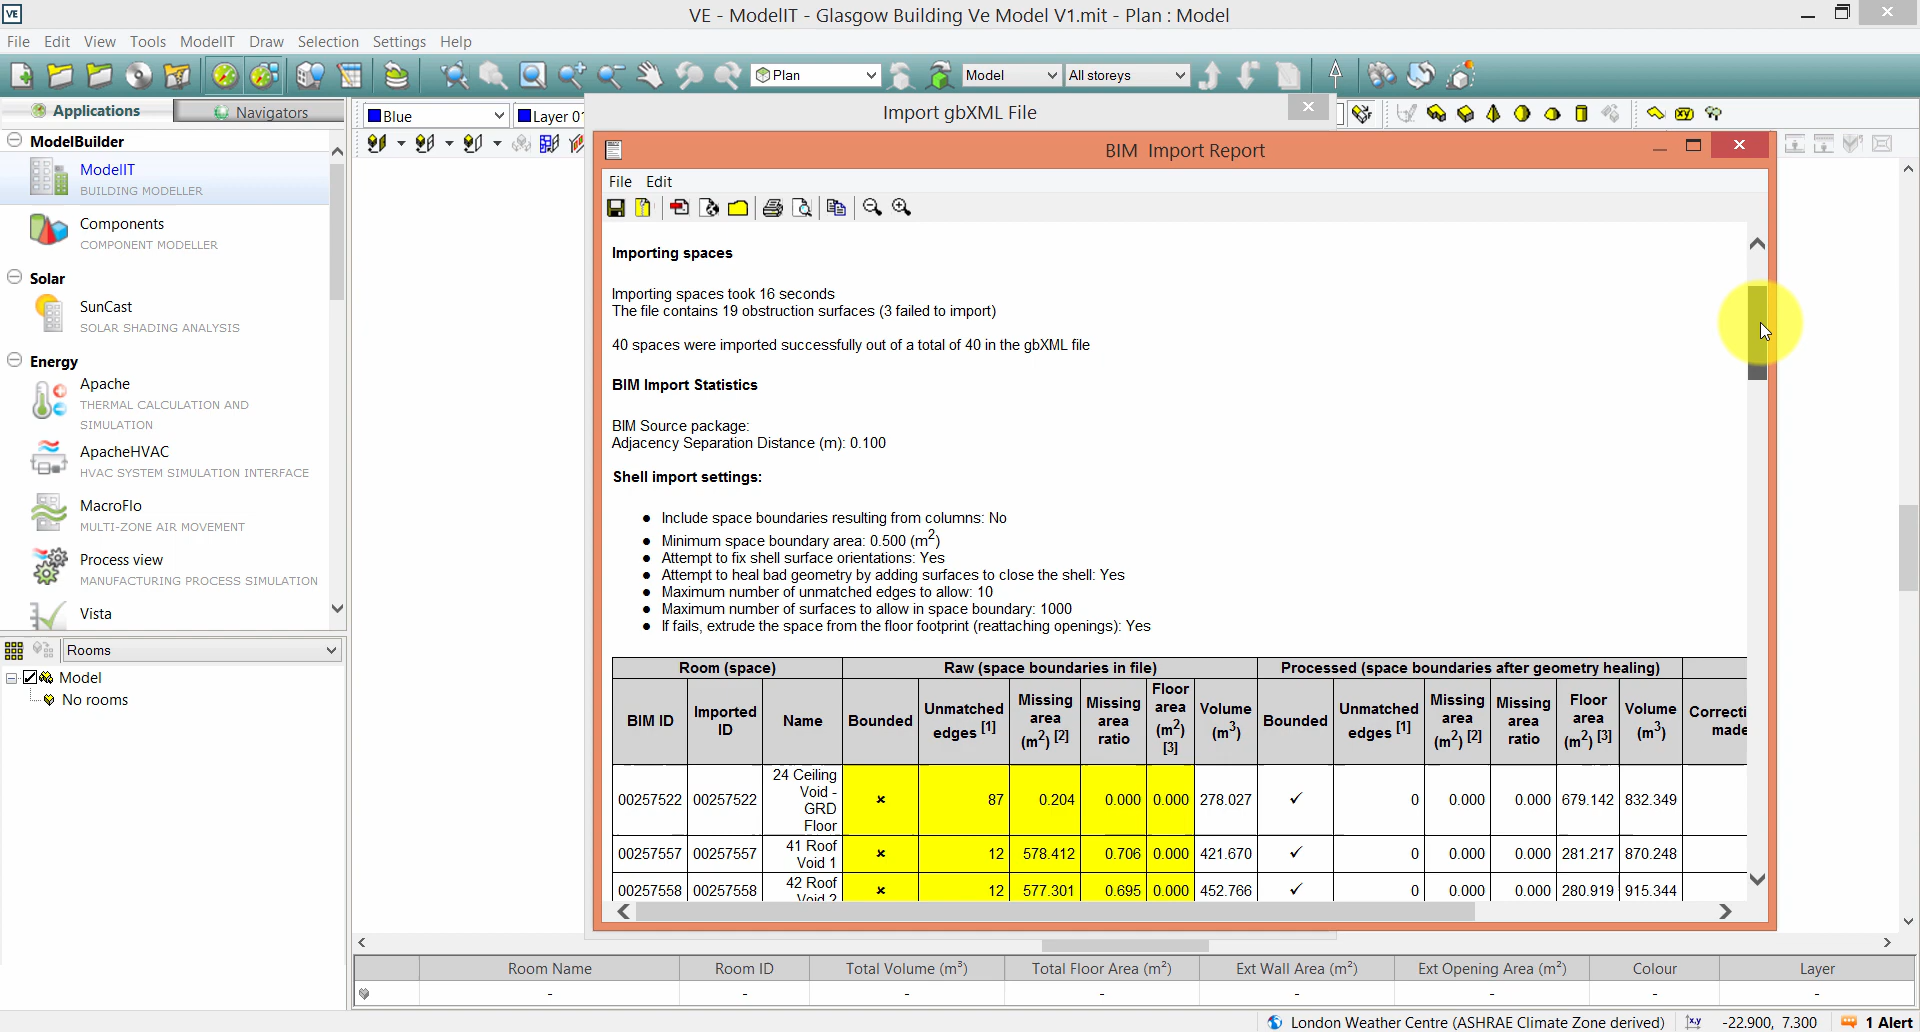 VE
VE - ModelIT - Glasgow Building Ve Model V1.mit - Plan : Model
File Edit View Tools ModelIT Draw Selection Settings Help
Plan
Model
All storeys
Applications
Navigators
Blue
Layer 01
ModelBuilder
ModelIT
BUILDING MODELLER
Components
COMPONENT MODELLER
Solar
SunCast
SOLAR SHADING ANALYSIS
Energy
Apache
THERMAL CALCULATION AND
SIMULATION
ApacheHVAC
HVAC SYSTEM SIMULATION INTERFACE
MacroFlo
MULTI-ZONE AIR MOVEMENT
Process view
MANUFACTURING PROCESS SIMULATION
Vista
Rooms
Model
No rooms
Import gbXML File
BIM Import Report
File Edit
Importing spaces
Importing spaces took 16 seconds
The file contains 19 obstruction surfaces (3 failed to import)
40 spaces were imported successfully out of a total of 40 in the gbXML file
BIM Import Statistics
BIM Source package:
Adjacency Separation Distance (m): 0.100
Shell import settings:
● Include space boundaries resulting from columns: No
● Minimum space boundary area: 0.500 (m2)
● Attempt to fix shell surface orientations: Yes
● Attempt to heal bad geometry by adding surfaces to close the shell: Yes
● Maximum number of unmatched edges to allow: 10
● Maximum number of surfaces to allow in space boundary: 1000
● If fails, extrude the space from the floor footprint (reattaching openings): Yes
Room (space) Raw (space boundaries in file) Processed (space boundaries after geometry healing)
BIM ID
Imported
ID
Name
Bounded
Unmatched
edges [1]
Missing
area
(m2) [2]
Missing
area
ratio
Floor
area
(m2)
[3]
Volume
(m3)
Bounded
Unmatched
edges [1]
Missing
area
(m2) [2]
Missing
area
ratio
Floor
area
(m2) [3]
Volume
(m3)
Correcti
made
00257522 00257522
24 Ceiling
Void -
GRD
Floor
× 87 0.204 0.000 0.000 278.027 ✓ 0 0.000 0.000 679.142 832.349
00257557 00257557
41 Roof
Void 1
× 12 578.412 0.706 0.000 421.670 ✓ 0 0.000 0.000 281.217 870.248
00257558 00257558
42 Roof
Void 2
× 12 577.301 0.695 0.000 452.766 ✓ 0 0.000 0.000 280.919 915.344
Room Name Room ID Total Volume (m³) Total Floor Area (m²) Ext Wall Area (m²) Ext Opening Area (m²) Colour Layer
- - - - - - - -
London Weather Centre (ASHRAE Climate Zone derived) x,y -22.900, 7.300 1 Alert